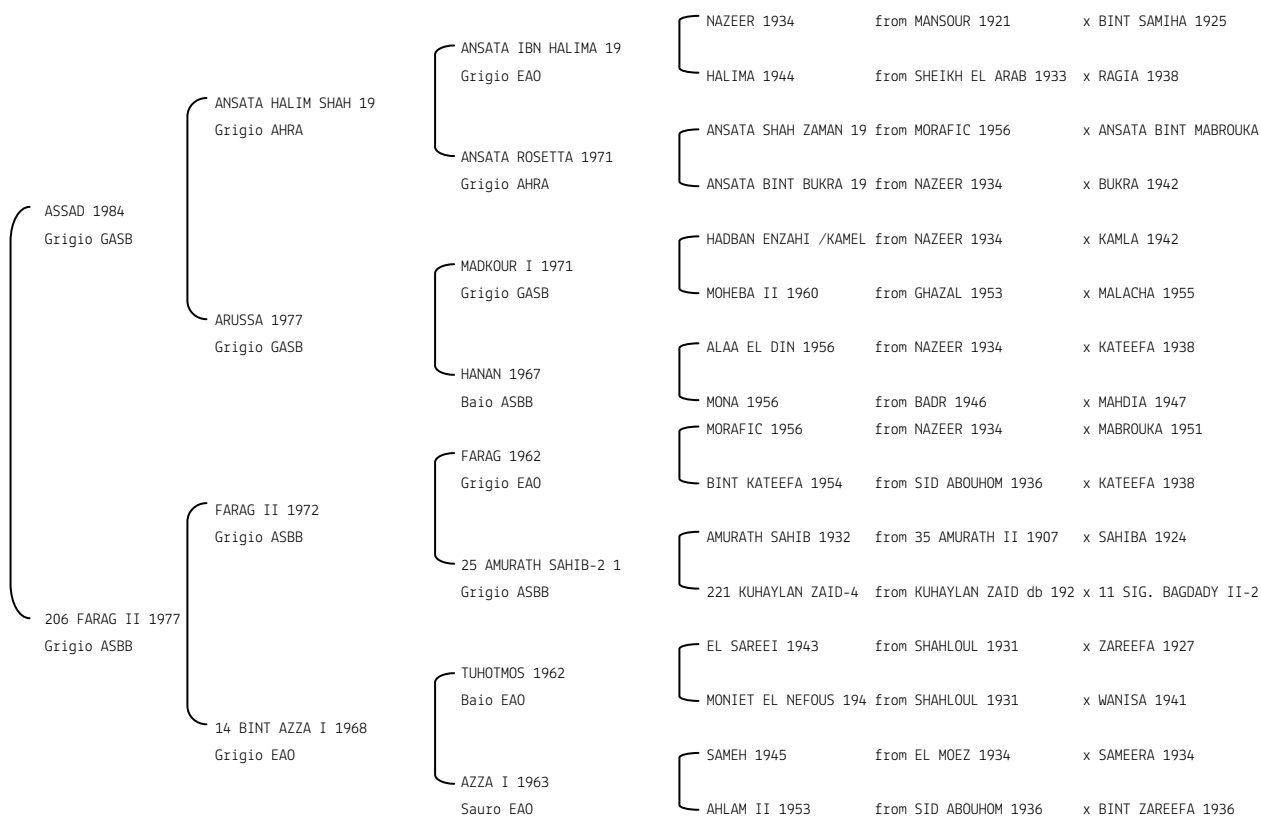 NAZEER 1934 from MANSOUR 1921 x BINT SAMIHA 1925
ANSATA IBN HALIMA 19
Grigio EAO
HALIMA 1944 from SHEIKH EL ARAB 1933 x RAGIA 1938
ANSATA HALIM SHAH 19
Grigio AHRA
ANSATA SHAH ZAMAN 19 from MORAFIC 1956 x ANSATA BINT MABROUKA
ANSATA ROSETTA 1971
Grigio AHRA
ANSATA BINT BUKRA 19 from NAZEER 1934 x BUKRA 1942
ASSAD 1984
Grigio GASB
HADBAN ENZAHI /KAMEL from NAZEER 1934 x KAMLA 1942
MADKOUR I 1971
Grigio GASB
MOHEBA II 1960 from GHAZAL 1953 x MALACHA 1955
ARUSSA 1977
Grigio GASB
ALAA EL DIN 1956 from NAZEER 1934 x KATEEFA 1938
HANAN 1967
Baio ASBB
MONA 1956 from BADR 1946 x MAHDIA 1947
MORAFIC 1956 from NAZEER 1934 x MABROUKA 1951
FARAG 1962
Grigio EAO
BINT KATEEFA 1954 from SID ABOUHOM 1936 x KATEEFA 1938
FARAG II 1972
Grigio ASBB
AMURATH SAHIB 1932 from 35 AMURATH II 1907 x SAHIBA 1924
25 AMURATH SAHIB-2 1
Grigio ASBB
221 KUHAYLAN ZAID-4 from KUHAYLAN ZAID db 192 x 11 SIG. BAGDADY II-2
206 FARAG II 1977
Grigio ASBB
EL SAREEI 1943 from SHAHLOUL 1931 x ZAREEFA 1927
TUHOTMOS 1962
Baio EAO
MONIET EL NEFOUS 194 from SHAHLOUL 1931 x WANISA 1941
14 BINT AZZA I 1968
Grigio EAO
SAMEH 1945 from EL MOEZ 1934 x SAMEERA 1934
AZZA I 1963
Sauro EAO
AHLAM II 1953 from SID ABOUHOM 1936 x BINT ZAREEFA 1936